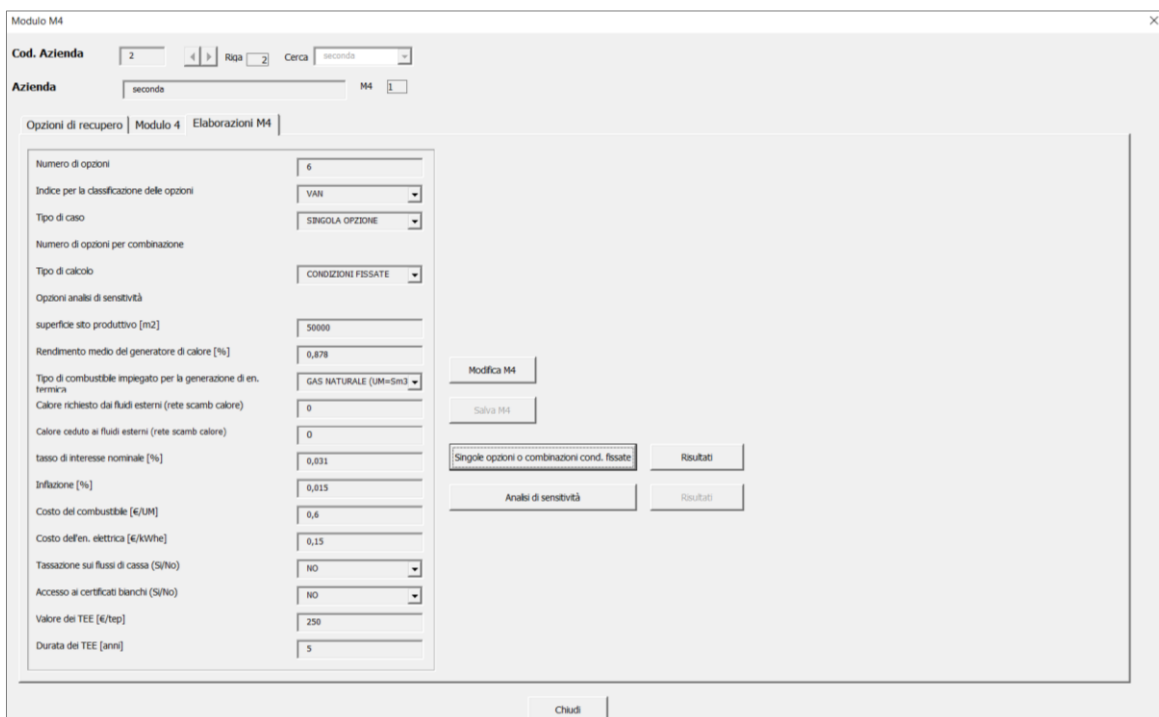 Modulo M4
Cod. Azienda 2 Riga 2 Cerca seconda
Azienda seconda M4 1
Opzioni di recupero Modulo 4 Elaborazioni M4
Numero di opzioni 6
Indice per la classificazione delle opzioni VAN
Tipo di caso SINGOLA OPZIONE
Numero di opzioni per combinazione
Tipo di calcolo CONDIZIONI FISSATE
Opzioni analisi di sensitività
superficie sito produttivo [m2] 50000
Rendimento medio del generatore di calore [%] 0,878
Modifica M4
Tipo di combustibile impiegato per la generazione di en. GAS NATURALE (UM=Sm3
termica
Calore richiesto dai fluidi esterni (rete scamb calore) 0
Salva M4
Calore ceduto ai fluidi esterni (rete scamb calore) 0
tasso di interesse nominale [%] 0,031
Singole opzioni o combinazioni cond. fissate Risultati
Inflazione [%] 0,015
Analisi di sensitività Risultati
Costo del combustibile [€/UM] 0,6
Costo dell'en. elettrica [€/kWhe] 0,15
Tassazione sui flussi di cassa (Si/No) NO
Accesso ai certificati bianchi (Si/No) NO
Valore dei TEE [€/tep] 250
Durata dei TEE [anni] 5
Chiudi